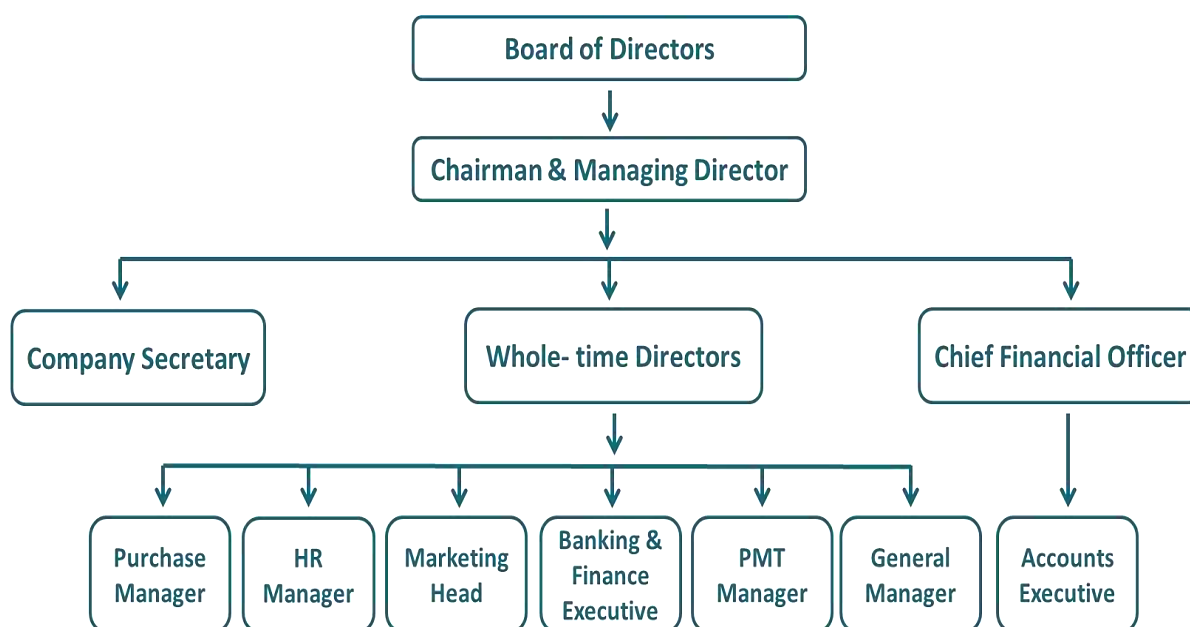 Board of Directors
Chairman & Managing Director
Company Secretary
Whole- time Directors
Chief Financial Officer
Purchase
Manager
HR
Manager
Marketing
Head
Banking &
Finance
Executive
PMT
Manager
General
Manager
Accounts
Executive